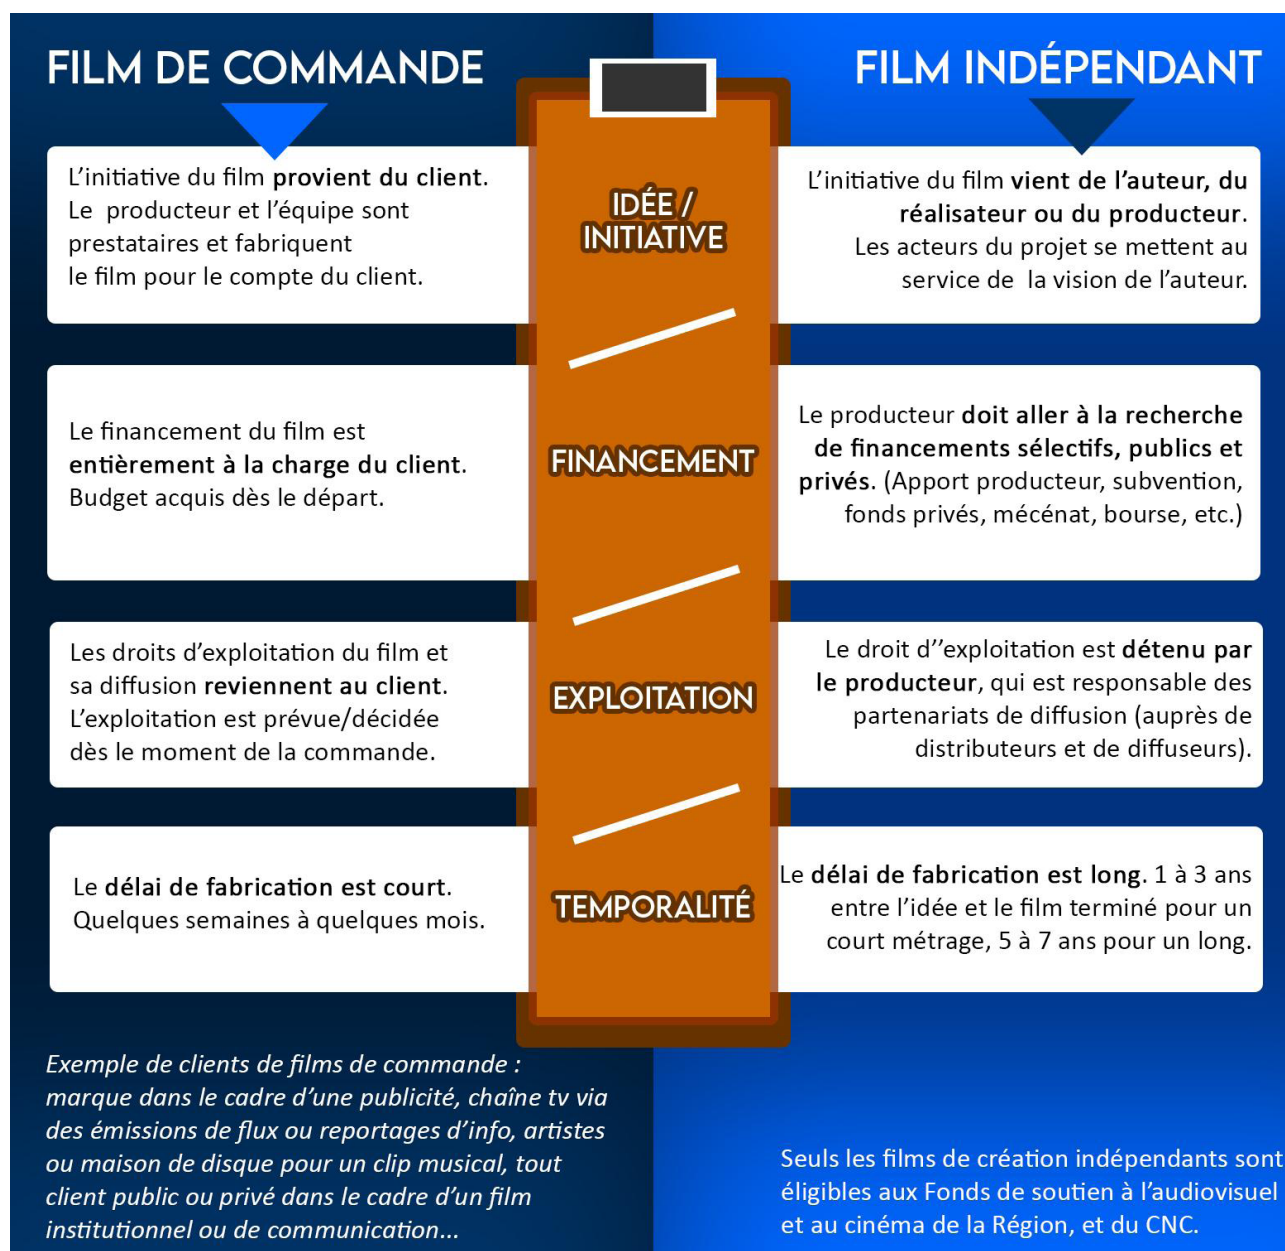 FILM DE COMMANDE
FILM INDÉPENDANT
IDÉE /
INITIATIVE
L’initiative du film provient du client.
Le  producteur et l’équipe sont
prestataires et fabriquent
le film pour le compte du client.
L’initiative du film vient de l’auteur, du
réalisateur ou du producteur.
Les acteurs du projet se mettent au
service de  la vision de l’auteur.
FINANCEMENT
Le financement du film est
entièrement à la charge du client.
Budget acquis dès le départ.
Le producteur doit aller à la recherche
de financements sélectifs, publics et
privés. (Apport producteur, subvention,
fonds privés, mécénat, bourse, etc.)
EXPLOITATION
Les droits d’exploitation du film et
sa diffusion reviennent au client.
L’exploitation est prévue/décidée
dès le moment de la commande.
Le droit d’’exploitation est détenu par
le producteur, qui est responsable des
partenariats de diffusion (auprès de
distributeurs et de diffuseurs).
TEMPORALITÉ
Le délai de fabrication est court.
Quelques semaines à quelques mois.
Le délai de fabrication est long. 1 à 3 ans
entre l’idée et le film terminé pour un
court métrage, 5 à 7 ans pour un long.
Exemple de clients de films de commande :
marque dans le cadre d’une publicité, chaîne tv via
des émissions de flux ou reportages d’info, artistes
ou maison de disque pour un clip musical, tout
client public ou privé dans le cadre d’un film
institutionnel ou de communication...
Seuls les films de création indépendants sont
éligibles aux Fonds de soutien à l’audiovisuel
et au cinéma de la Région, et du CNC.